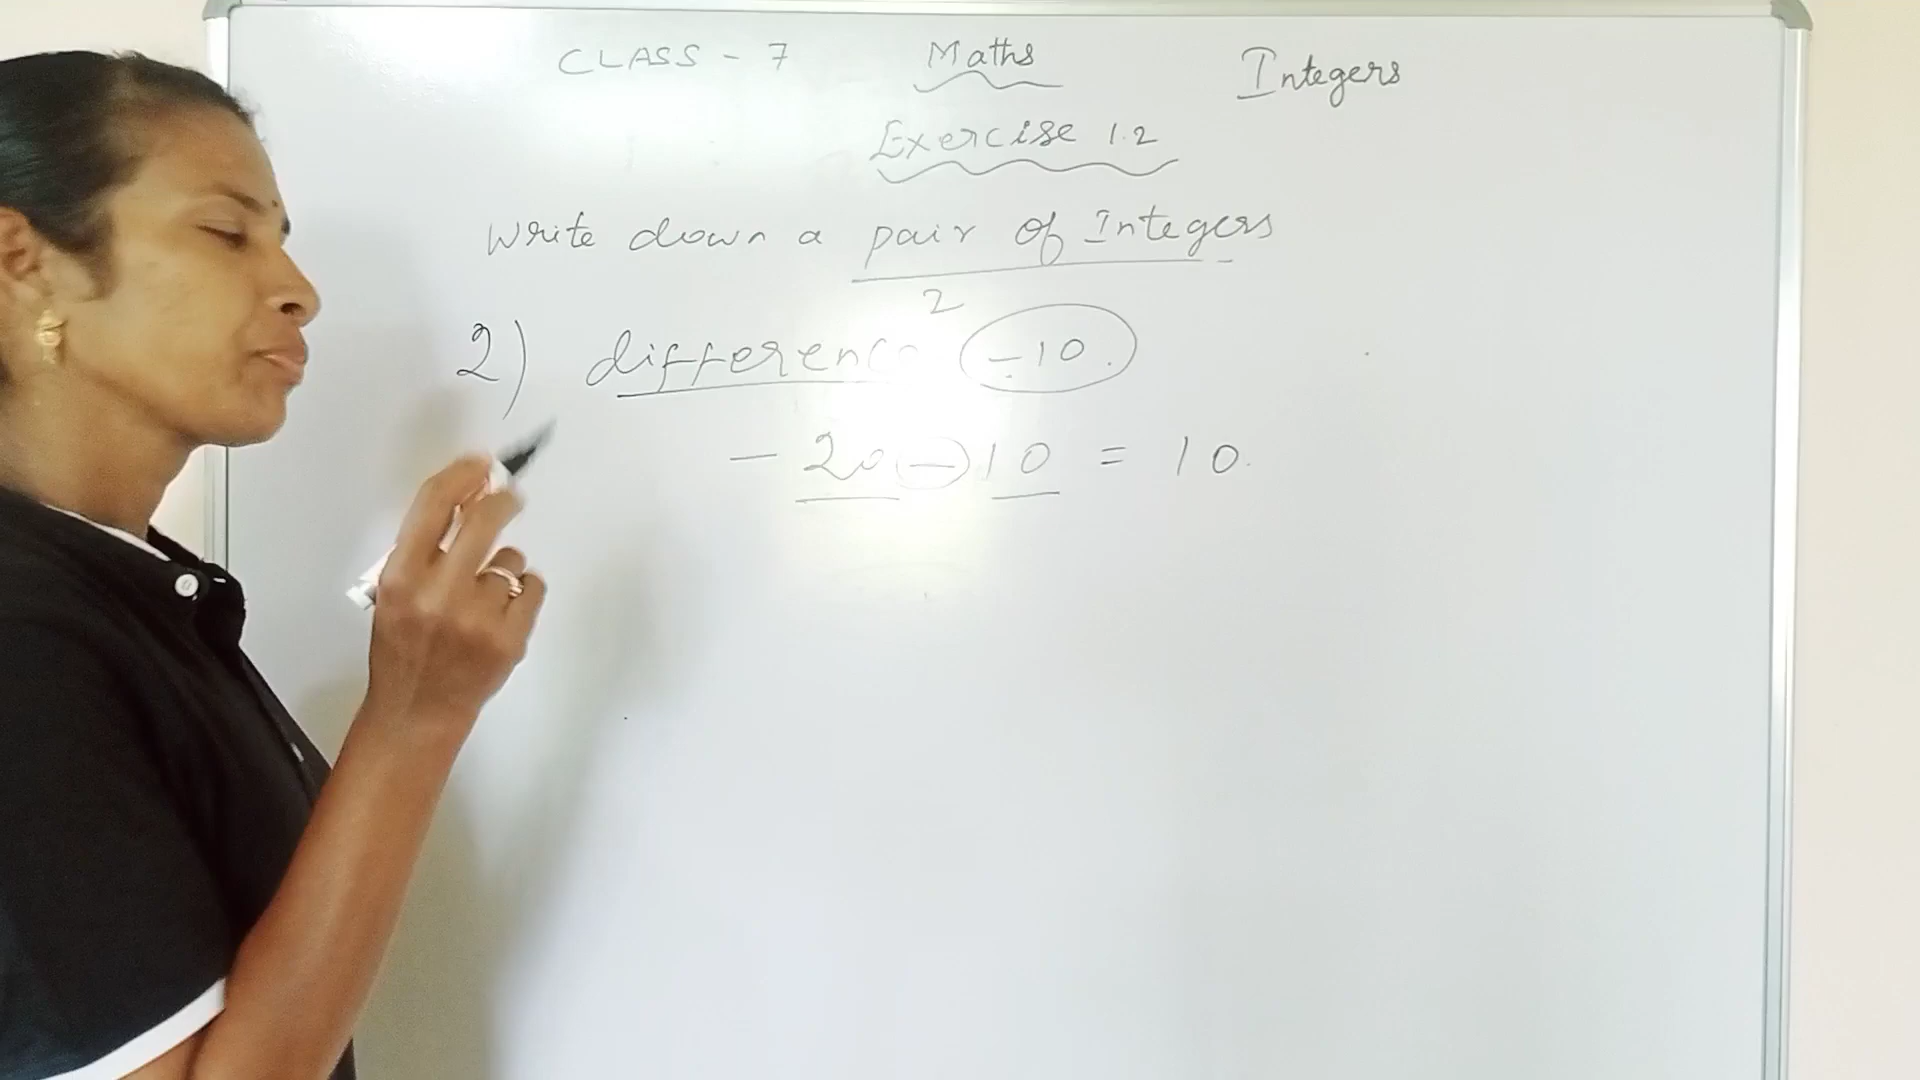 CLASS - 7 Maths Integers
Exercise 1.2
Write down a pair of Integers
2
2) difference -10.
- 20 - 10 = 10.